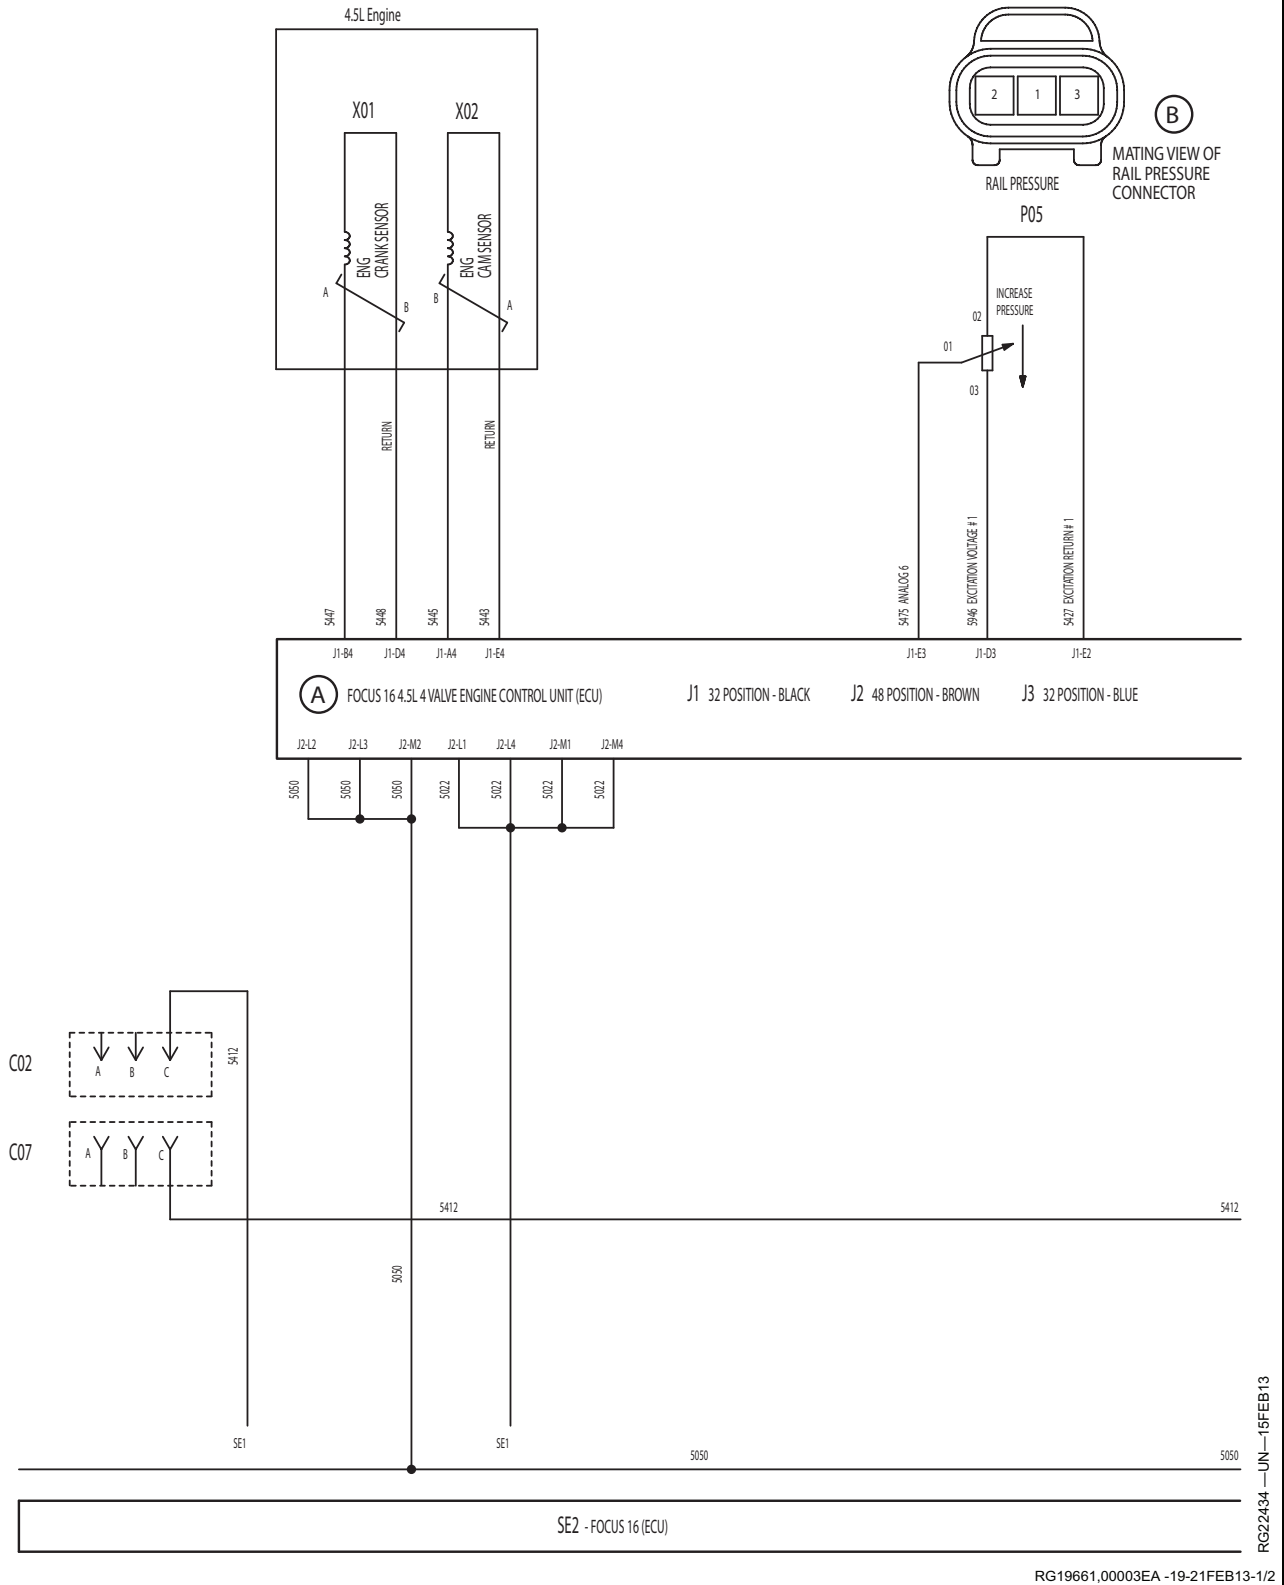 4.5L Engine
2
1
3
B
MATING VIEW OF
RAIL PRESSURE
CONNECTOR
RAIL PRESSURE
P05
X01
X02
ENG
CRANK SENSOR
ENG
CAM SENSOR
A
B
B
A
INCREASE
PRESSURE
02
01
03
RETURN
RETURN
5447
5448
5445
5443
5475 ANALOG 6
5946 EXCITATION VOLTAGE # 1
5427 EXCITATION RETURN # 1
J1-B4
J1-D4
J1-A4
J1-E4
J1-E3
J1-D3
J1-E2
A
FOCUS 16 4.5L 4 VALVE ENGINE CONTROL UNIT (ECU)
J1 32 POSITION - BLACK
J2 48 POSITION - BROWN
J3 32 POSITION - BLUE
J2-L2
J2-L3
J2-M2
J2-L1
J2-L4
J2-M1
J2-M4
5050
5050
5050
5022
5022
5022
5022
C02
A
B
C
5412
C07
A
B
C
5412
5412
5050
SE1
SE1
5050
5050
SE2 - FOCUS 16 (ECU)
RG22434 —UN—15FEB13
RG19661,00003EA -19-21FEB13-1/2